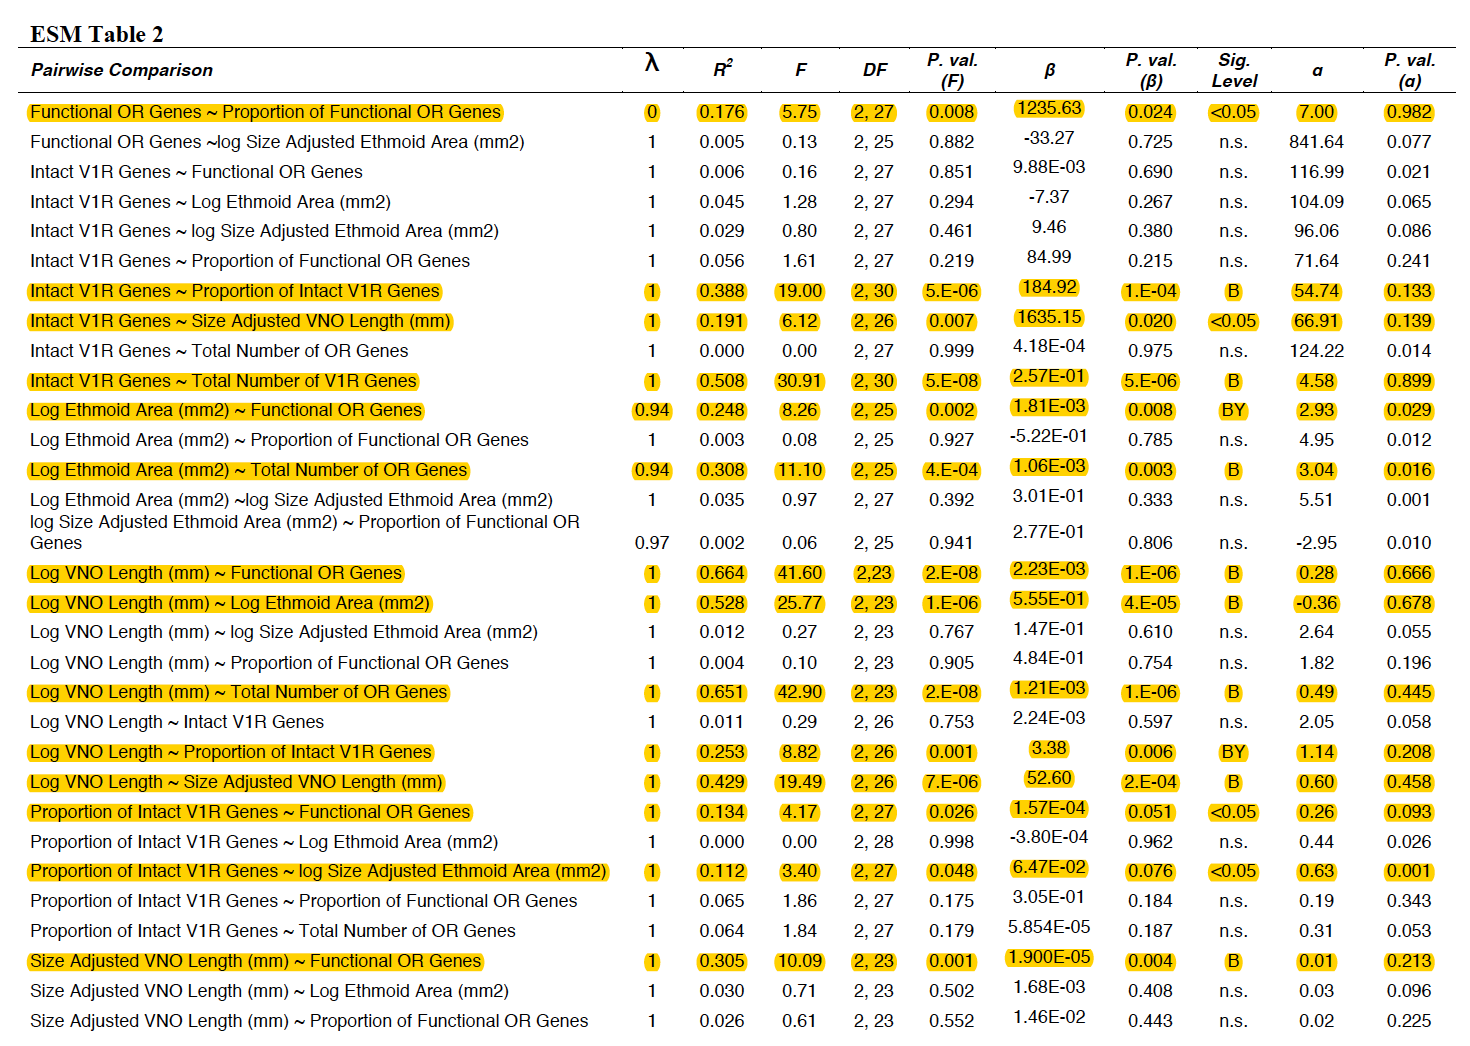 ESM Table 2
Pairwise Comparison λ R2 F DF P. val. (F) β P. val. (β) Sig. Level α P. val. (α)
Functional OR Genes ~ Proportion of Functional OR Genes 0 0.176 5.75 2, 27 0.008 1235.63 0.024 <0.05 7.00 0.982
Functional OR Genes ~log Size Adjusted Ethmoid Area (mm2) 1 0.005 0.13 2, 25 0.882 -33.27 0.725 n.s. 841.64 0.077
Intact V1R Genes ~ Functional OR Genes 1 0.006 0.16 2, 27 0.851 9.88E-03 0.690 n.s. 116.99 0.021
Intact V1R Genes ~ Log Ethmoid Area (mm2) 1 0.045 1.28 2, 27 0.294 -7.37 0.267 n.s. 104.09 0.065
Intact V1R Genes ~ log Size Adjusted Ethmoid Area (mm2) 1 0.029 0.80 2, 27 0.461 9.46 0.380 n.s. 96.06 0.086
Intact V1R Genes ~ Proportion of Functional OR Genes 1 0.056 1.61 2, 27 0.219 84.99 0.215 n.s. 71.64 0.241
Intact V1R Genes ~ Proportion of Intact V1R Genes 1 0.388 19.00 2, 30 5.E-06 184.92 1.E-04 B 54.74 0.133
Intact V1R Genes ~ Size Adjusted VNO Length (mm) 1 0.191 6.12 2, 26 0.007 1635.15 0.020 <0.05 66.91 0.139
Intact V1R Genes ~ Total Number of OR Genes 1 0.000 0.00 2, 27 0.999 4.18E-04 0.975 n.s. 124.22 0.014
Intact V1R Genes ~ Total Number of V1R Genes 1 0.508 30.91 2, 30 5.E-08 2.57E-01 5.E-06 B 4.58 0.899
Log Ethmoid Area (mm2) ~ Functional OR Genes 0.94 0.248 8.26 2, 25 0.002 1.81E-03 0.008 BY 2.93 0.029
Log Ethmoid Area (mm2) ~ Proportion of Functional OR Genes 1 0.003 0.08 2, 25 0.927 -5.22E-01 0.785 n.s. 4.95 0.012
Log Ethmoid Area (mm2) ~ Total Number of OR Genes 0.94 0.308 11.10 2, 25 4.E-04 1.06E-03 0.003 B 3.04 0.016
Log Ethmoid Area (mm2) ~log Size Adjusted Ethmoid Area (mm2) 1 0.035 0.97 2, 27 0.392 3.01E-01 0.333 n.s. 5.51 0.001
log Size Adjusted Ethmoid Area (mm2) ~ Proportion of Functional OR
Genes 0.97 0.002 0.06 2, 25 0.941 2.77E-01 0.806 n.s. -2.95 0.010
Log VNO Length (mm) ~ Functional OR Genes 1 0.664 41.60 2,23 2.E-08 2.23E-03 1.E-06 B 0.28 0.666
Log VNO Length (mm) ~ Log Ethmoid Area (mm2) 1 0.528 25.77 2, 23 1.E-06 5.55E-01 4.E-05 B -0.36 0.678
Log VNO Length (mm) ~ log Size Adjusted Ethmoid Area (mm2) 1 0.012 0.27 2, 23 0.767 1.47E-01 0.610 n.s. 2.64 0.055
Log VNO Length (mm) ~ Proportion of Functional OR Genes 1 0.004 0.10 2, 23 0.905 4.84E-01 0.754 n.s. 1.82 0.196
Log VNO Length (mm) ~ Total Number of OR Genes 1 0.651 42.90 2, 23 2.E-08 1.21E-03 1.E-06 B 0.49 0.445
Log VNO Length ~ Intact V1R Genes 1 0.011 0.29 2, 26 0.753 2.24E-03 0.597 n.s. 2.05 0.058
Log VNO Length ~ Proportion of Intact V1R Genes 1 0.253 8.82 2, 26 0.001 3.38 0.006 BY 1.14 0.208
Log VNO Length ~ Size Adjusted VNO Length (mm) 1 0.429 19.49 2, 26 7.E-06 52.60 2.E-04 B 0.60 0.458
Proportion of Intact V1R Genes ~ Functional OR Genes 1 0.134 4.17 2, 27 0.026 1.57E-04 0.051 <0.05 0.26 0.093
Proportion of Intact V1R Genes ~ Log Ethmoid Area (mm2) 1 0.000 0.00 2, 28 0.998 -3.80E-04 0.962 n.s. 0.44 0.026
Proportion of Intact V1R Genes ~ log Size Adjusted Ethmoid Area (mm2) 1 0.112 3.40 2, 27 0.048 6.47E-02 0.076 <0.05 0.63 0.001
Proportion of Intact V1R Genes ~ Proportion of Functional OR Genes 1 0.065 1.86 2, 27 0.175 3.05E-01 0.184 n.s. 0.19 0.343
Proportion of Intact V1R Genes ~ Total Number of OR Genes 1 0.064 1.84 2, 27 0.179 5.854E-05 0.187 n.s. 0.31 0.053
Size Adjusted VNO Length (mm) ~ Functional OR Genes 1 0.305 10.09 2, 23 0.001 1.900E-05 0.004 B 0.01 0.213
Size Adjusted VNO Length (mm) ~ Log Ethmoid Area (mm2) 1 0.030 0.71 2, 23 0.502 1.68E-03 0.408 n.s. 0.03 0.096
Size Adjusted VNO Length (mm) ~ Proportion of Functional OR Genes 1 0.026 0.61 2, 23 0.552 1.46E-02 0.443 n.s. 0.02 0.225